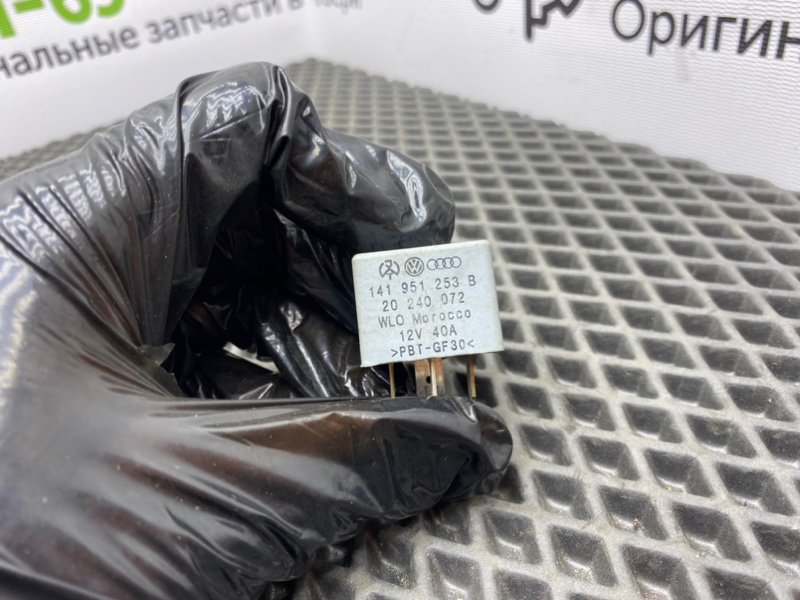 нальные запчасти в
Оригин
141 951 253 B
20 240 072
WLO Morocco
12V 40A
>PBT-GF30<